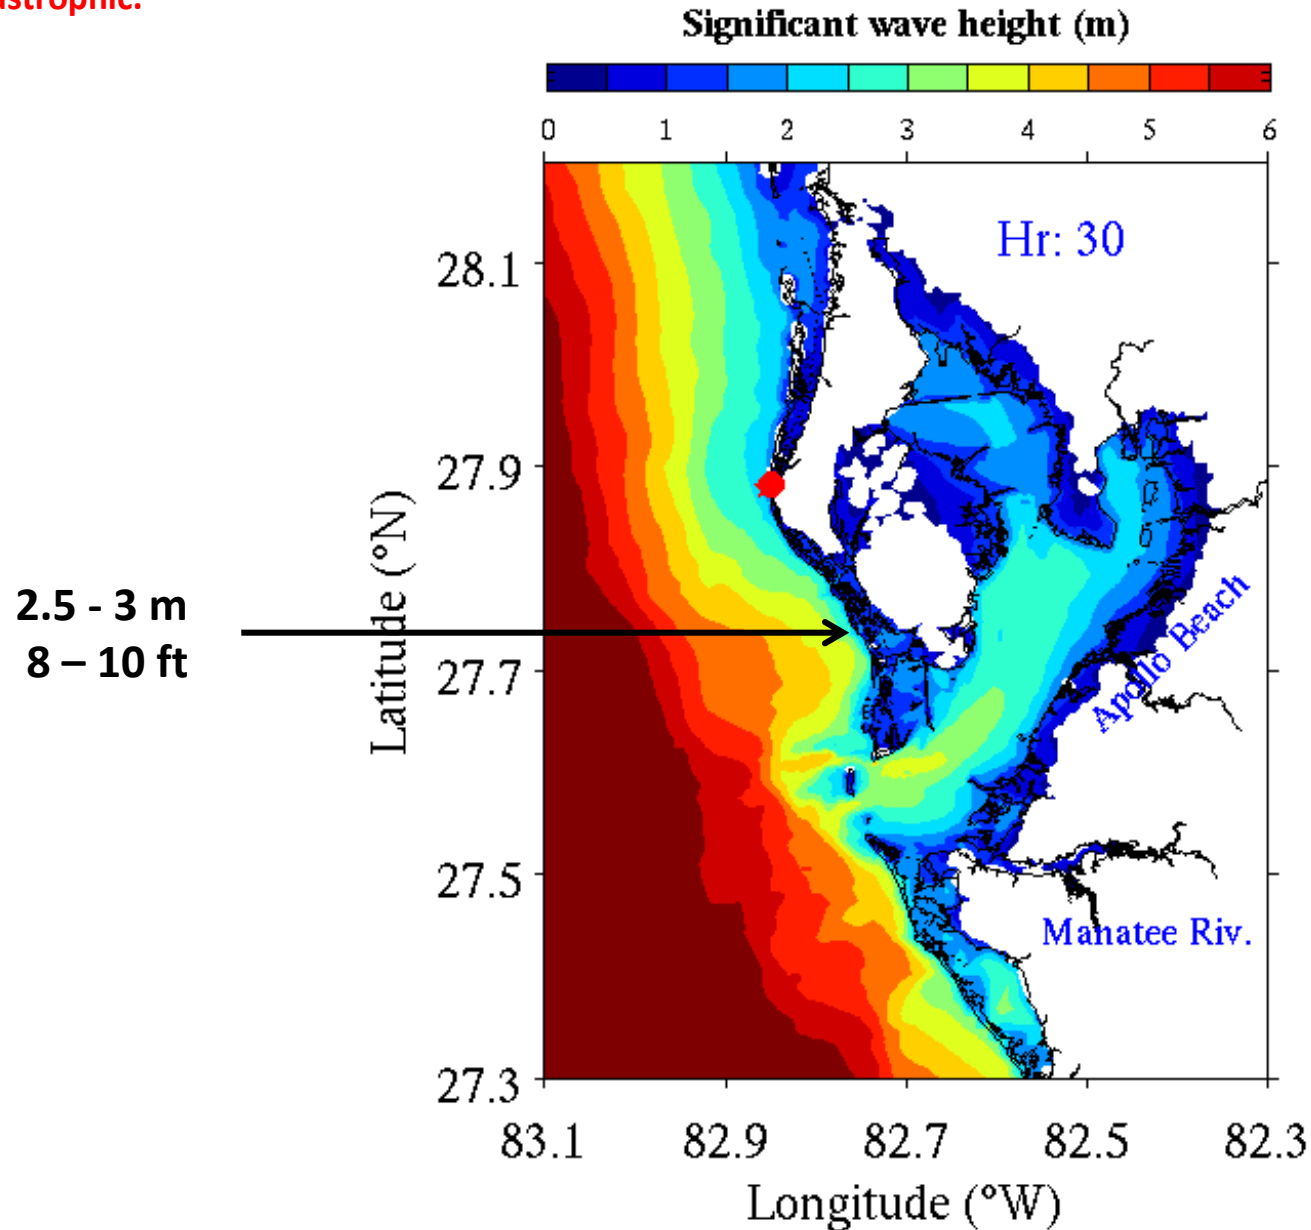 Significant wave height (m)
0 1 2 3 4 5 6
Hr: 30
28.1
27.9
27.7
27.5
27.3
Latitude (°N)
2.5 - 3 m
8 – 10 ft
Apollo Beach
Manatee Riv.
83.1 82.9 82.7 82.5 82.3
Longitude (°W)